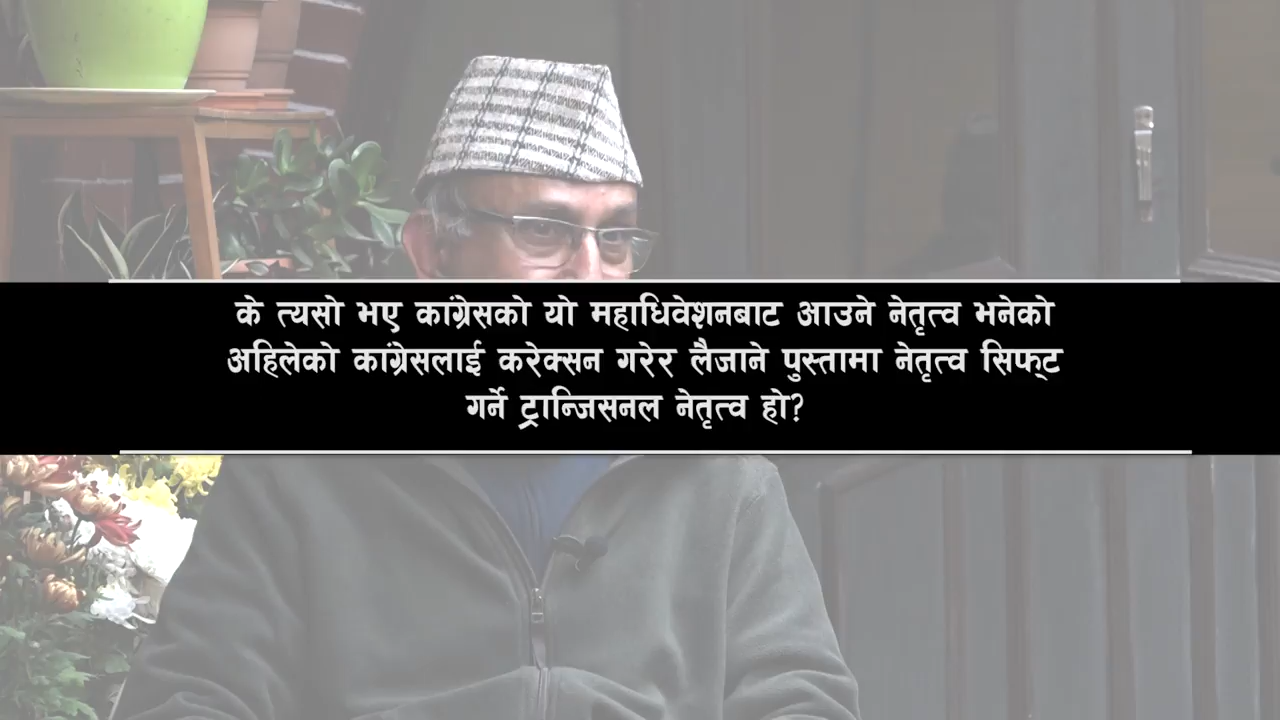 के त्यसो भए कांग्रेसको यो महाधिवेशनबाट आउने नेतृत्व भनेको
अहिलेको कांग्रेसलाई करेक्सन गरेर लैजाने पुस्तामा नेतृत्व सिफ्ट
गर्ने ट्रान्जिसनल नेतृत्व हो?